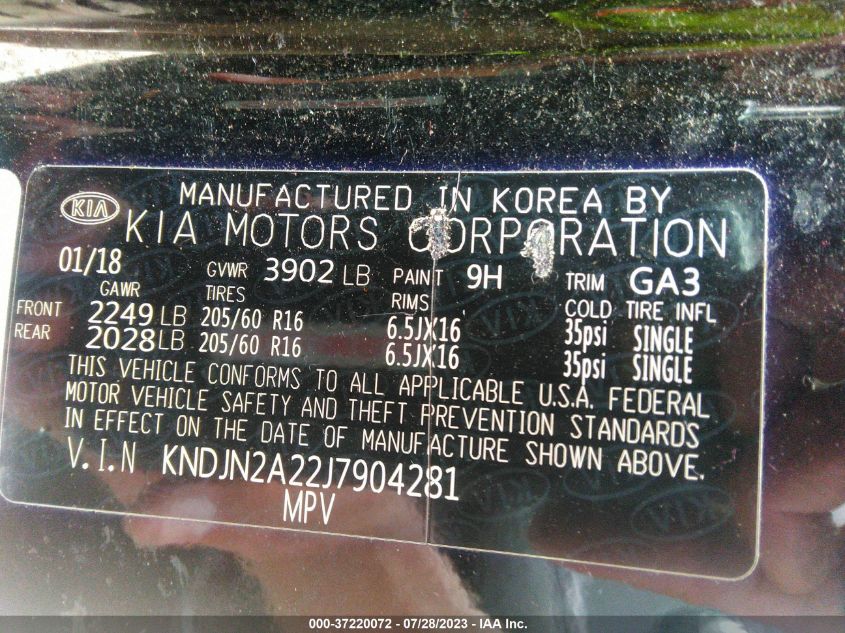 KIA MANUFACTURED IN KOREA BY
KIA MOTORS CORPORATION
01/18 GVWR 3902 LB PAINT 9H TRIM GA3
GAWR TIRES RIMS COLD TIRE INFL
FRONT 2249 LB 205/60 R16 6.5JX16 35psi SINGLE
REAR 2028 LB 205/60 R16 6.5JX16 35psi SINGLE
THIS VEHICLE CONFORMS TO ALL APPLICABLE U.S.A. FEDERAL
MOTOR VEHICLE SAFETY AND THEFT PREVENTION STANDARDS
IN EFFECT ON THE DATE OF MANUFACTURE SHOWN ABOVE.
V.I.N KNDJN2A22J7904281
MPV
000-37220072 / 07/28/2023 - IAA Inc.